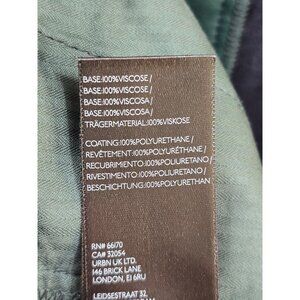 BASE:100%VISCOSE /
BASE:100%VISCOSE /
BASE:100%VISCOSA /
BASE:100%VISCOSA /
TRÄGERMATERIAL:100%VISKOSE
COATING:100%POLYURETHANE /
REVÊTEMENT:100%POLYURÉTHANE /
RECUBRIMIENTO:100%POLIURETANO /
RIVESTIMENTO:100%POLIURETANO /
BESCHICHTUNG:100%POLYURETHAN
RN# 66170
CA# 32054
URBN UK LTD.
146 BRICK LANE
LONDON, E1 6RU
LEIDSESTRAAT 32,